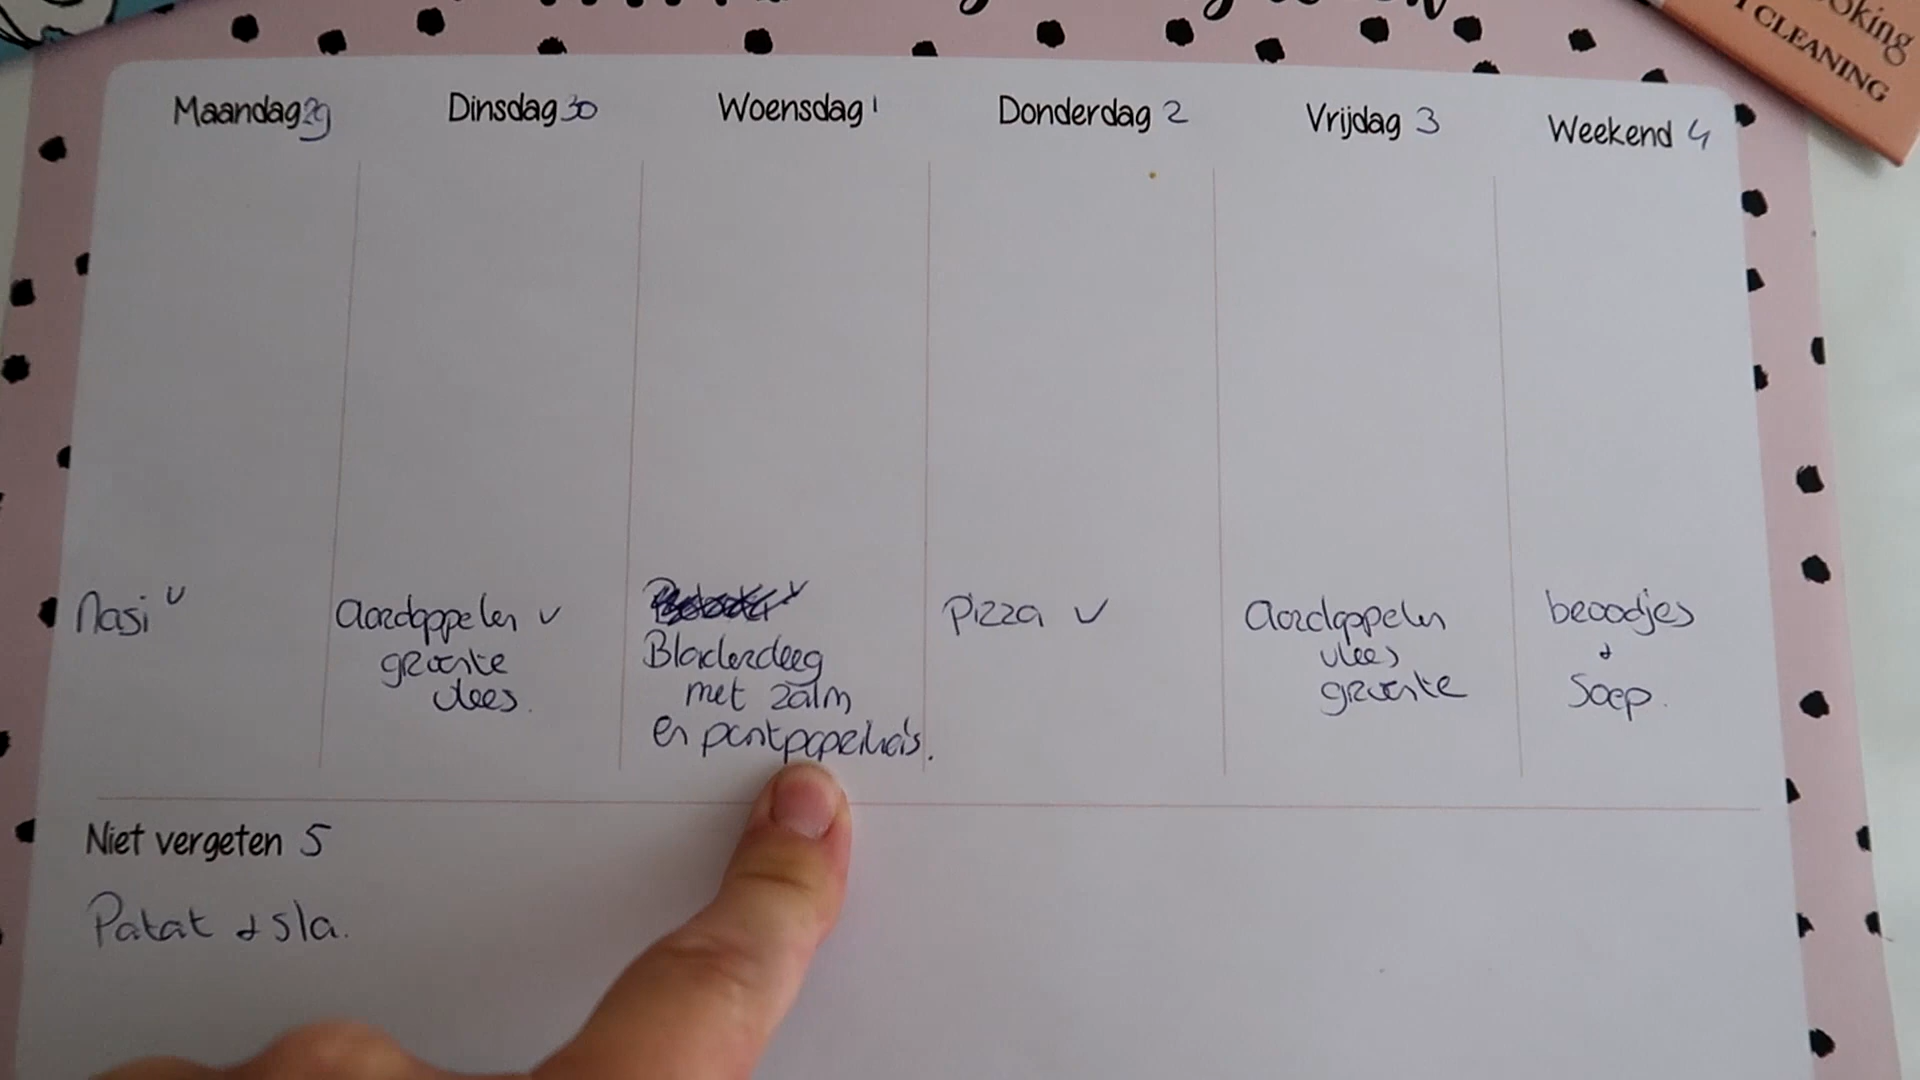 oking
CLEANING
Maandag 29
Dinsdag 30
Woensdag 1
Donderdag 2
Vrijdag 3
Weekend 4
Nasi v
Aardappelen v
groente
vlees.
Bladerdeeg
met zalm
en
Pizza v
Aardappelen
vlees
groente
broodjes
+
Soep.
Niet vergeten 5
Patat + sla.